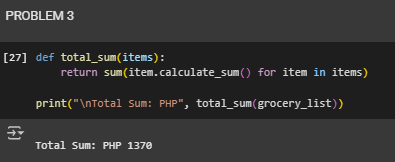 PROBLEM 3
[27] def total_sum(items):
return sum(item.calculate_sum() for item in items)
print("\nTotal Sum: PHP", total_sum(grocery_list))
Total Sum: PHP 1370